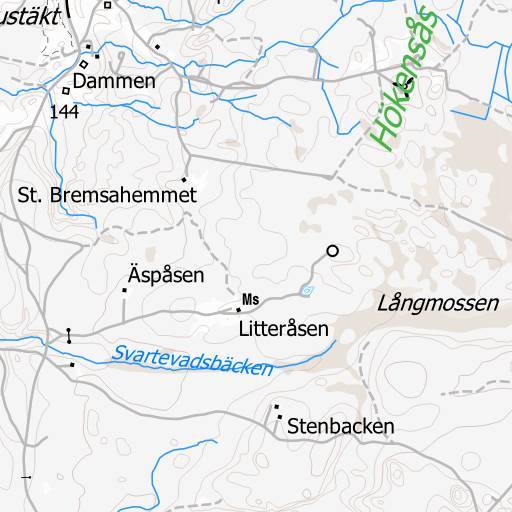 ustäkt
Dammen
144
Hökensås
St. Bremsahemmet
Äspåsen
Ms
Långmossen
Litteråsen
Svartevadsbäcken
Stenbacken